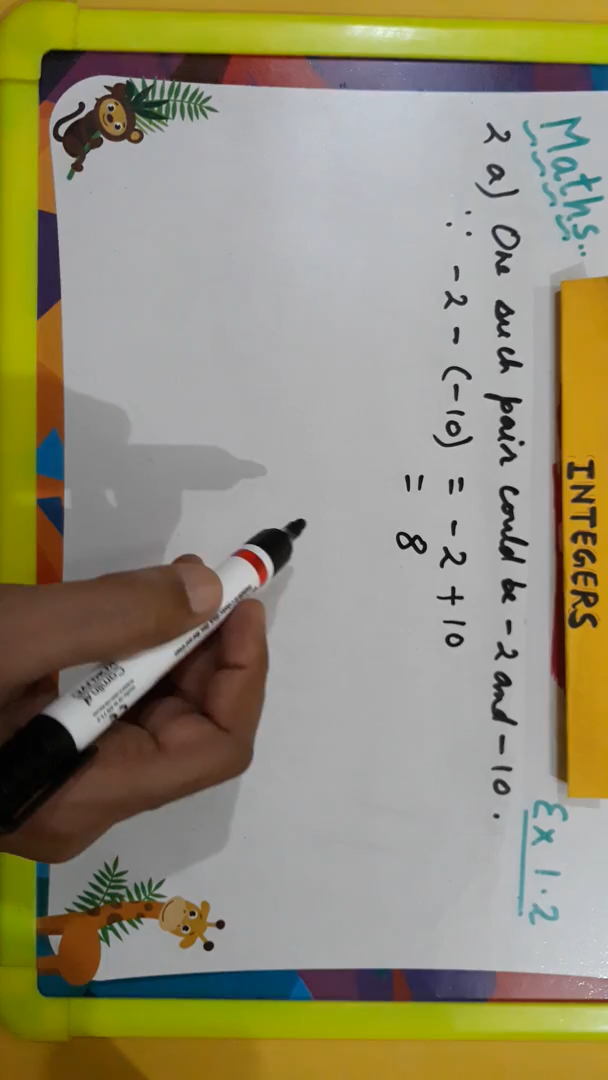 Maths..
INTEGERS
Ex 1.2
2 a) One such pair could be -2 and -10.
∵ -2 - (-10) = -2 + 10
= 8
Camlin